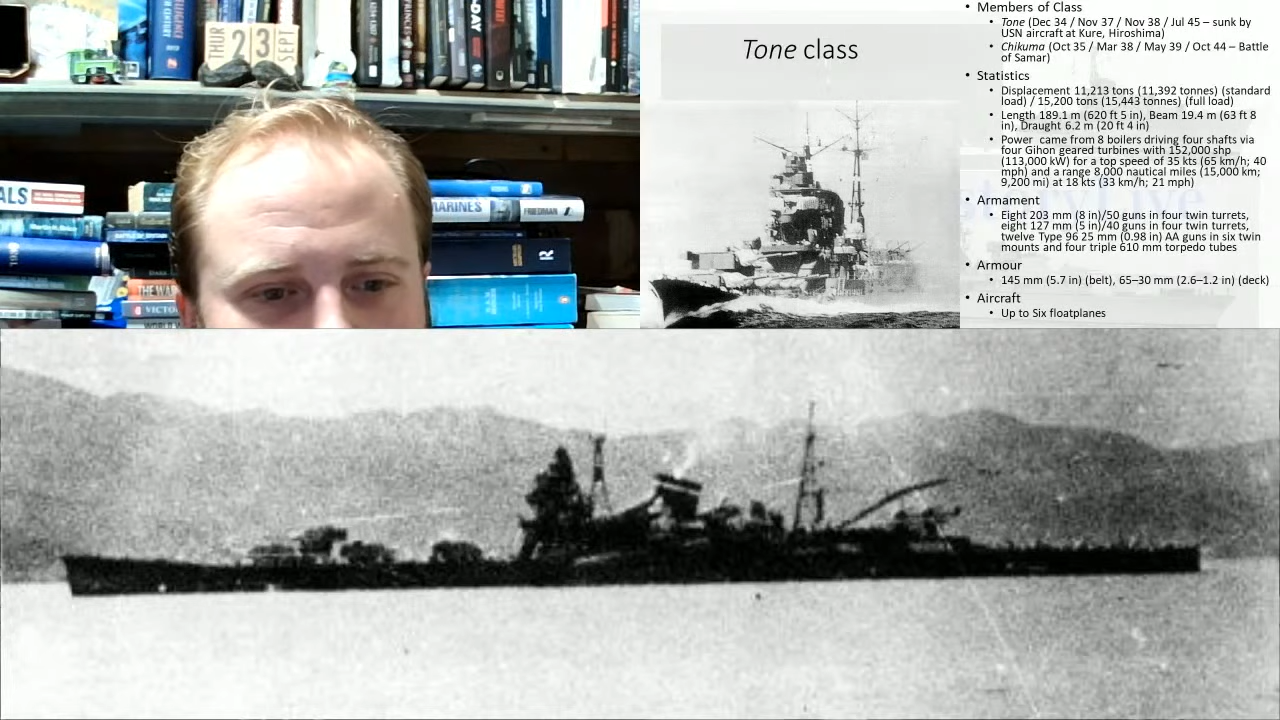 THUR
23
SEPT
INTELLIGENCE
D-DAY
ALS
MARINES
FRIEDMAN
R
THE WAR
VICTOR
WORLD W
Tone class
• Members of Class
• Tone (Dec 34 / Nov 37 / Nov 38 / Jul 45 – sunk by
USN aircraft at Kure, Hiroshima)
• Chikuma (Oct 35 / Mar 38 / May 39 / Oct 44 – Battle
of Samar)
• Statistics
• Displacement 11,213 tons (11,392 tonnes) (standard
load) / 15,200 tons(15,443 tonnes) (full load)
• Length 189.1 m (620 ft 5 in), Beam 19.4 m (63 ft 8
in), Draught 6.2 m (20 ft 4 in)
• Power came from 8 boilers driving four shafts via
four Gihon geared turbines with 152,000 shp
(113,000 kW) for a top speed of 35 kts (65 km/h; 40
mph) and a range 8,000 nautical miles (15,000 km;
9,200 mi) at 18 kts (33 km/h; 21 mph)
• Armament
• Eight 203 mm (8 in)/50 guns in four twin turrets,
eight 127 mm (5 in)/40 guns in four twin turrets,
twelve Type 96 25 mm (0.98 in) AA guns in six twin
mounts and four triple 610 mm torpedo tubes
• Armour
• 145 mm (5.7 in) (belt), 65–30 mm (2.6–1.2 in) (deck)
• Aircraft
• Up to Six floatplanes